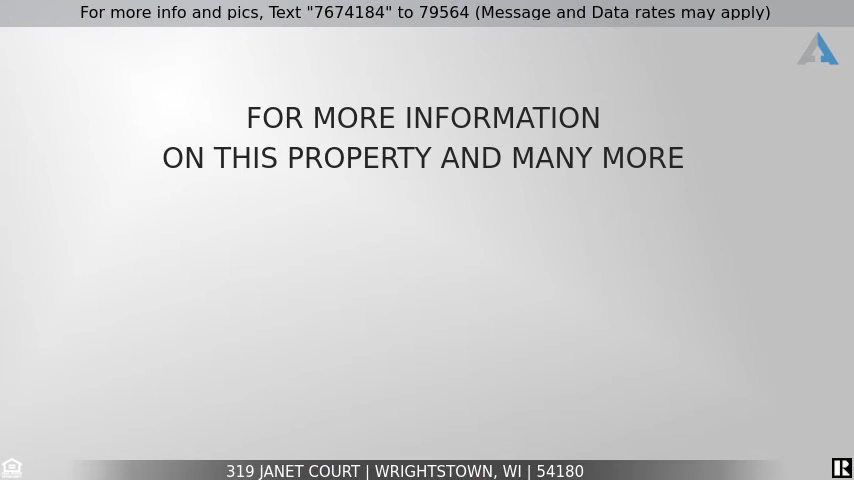 For more info and pics, Text "7674184" to 79564 (Message and Data rates may apply)
FOR MORE INFORMATION
ON THIS PROPERTY AND MANY MORE
319 JANET COURT | WRIGHTSTOWN, WI | 54180